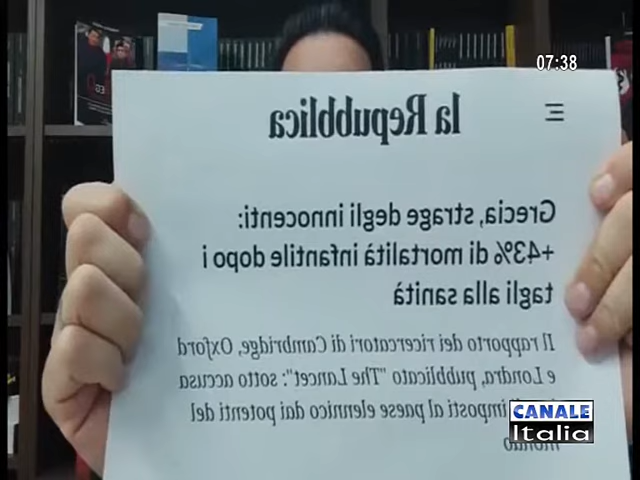 07:38
la Repubblica
Grecia, strage degli innocenti:
+43% di mortalità infantile dopo i
tagli alla sanità
Il rapporto dei ricercatori di Cambridge, Oxford
e Londra, pubblicato "The Lancet": sotto accusa
imposti al paese ellenico dai potenti del
mondo
CANALE
Italia